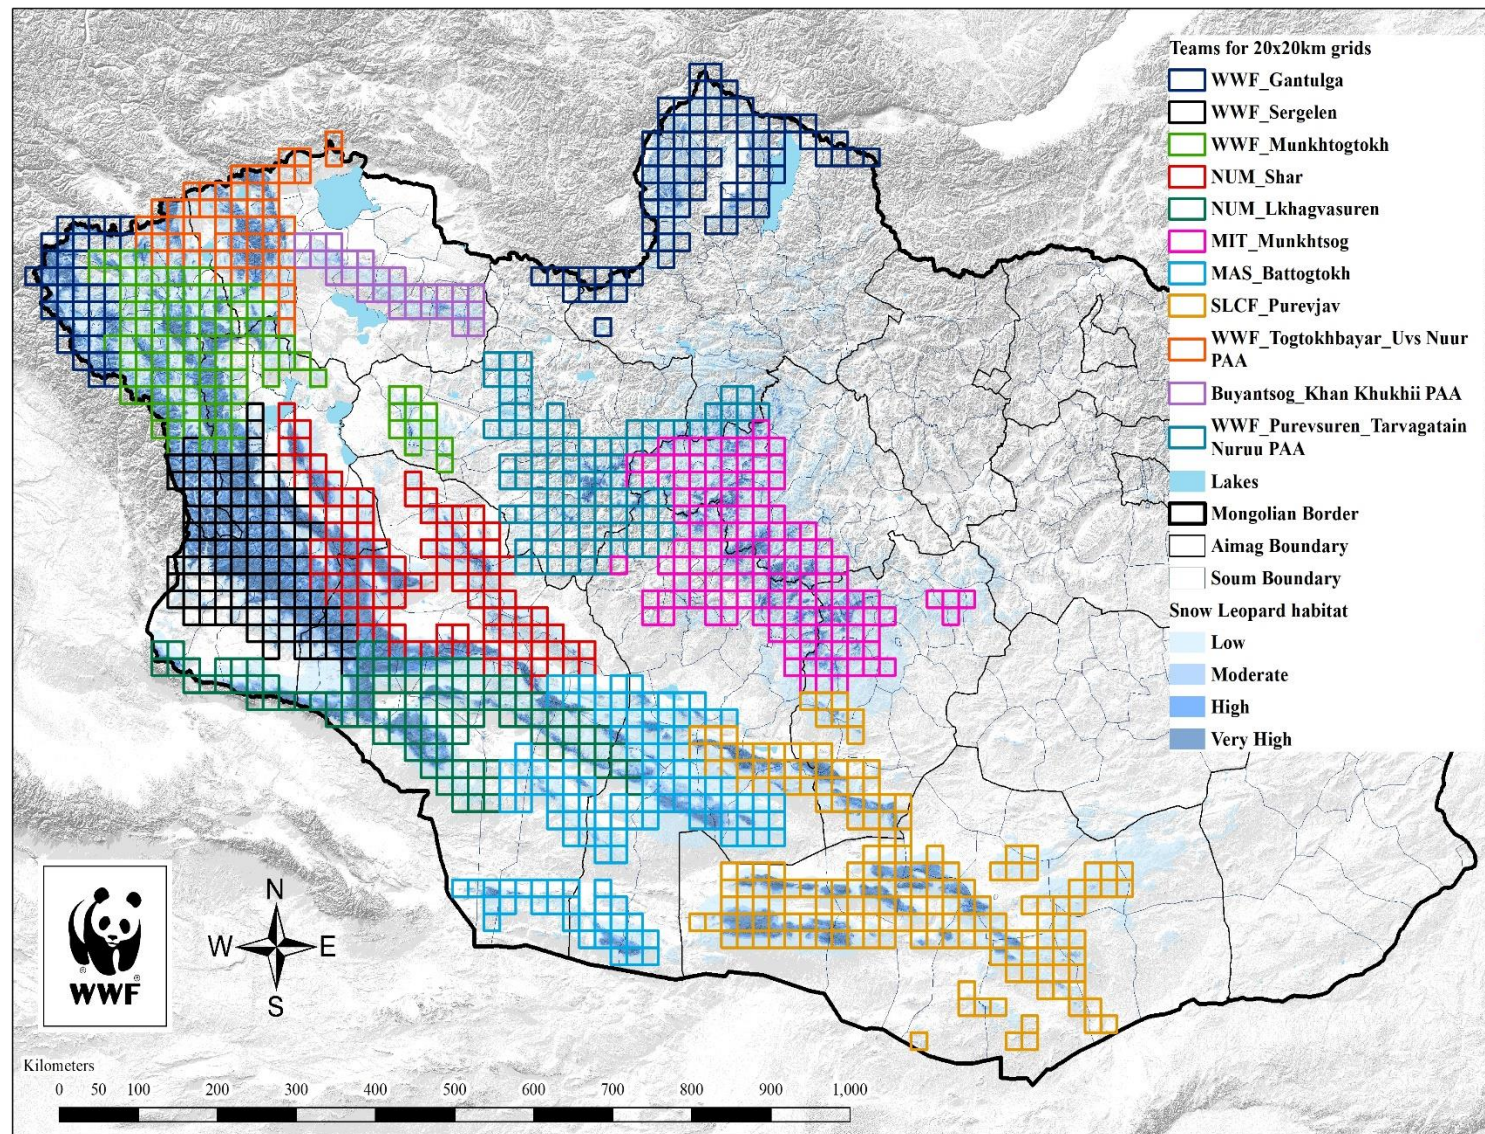 Teams for 20x20km grids
WWF_Gantulga
WWF_Sergelen
WWF_Munkhtogtokh
NUM_Shar
NUM_Lkhagvasuren
MIT_Munkhtsog
MAS_Battogtokh
SLCF_Purevjav
WWF_Togtokhbayar_Uvs Nuur
PAA
Buyantsog_Khan Khukhii PAA
WWF_Purevsuren_Tarvagatain
Nuruu PAA
Lakes
Mongolian Border
Aimag Boundary
Soum Boundary
Snow Leopard habitat
Low
Moderate
High
Very High
N
W E
S
WWF
Kilometers
0 50 100 200 300 400 500 600 700 800 900 1,000